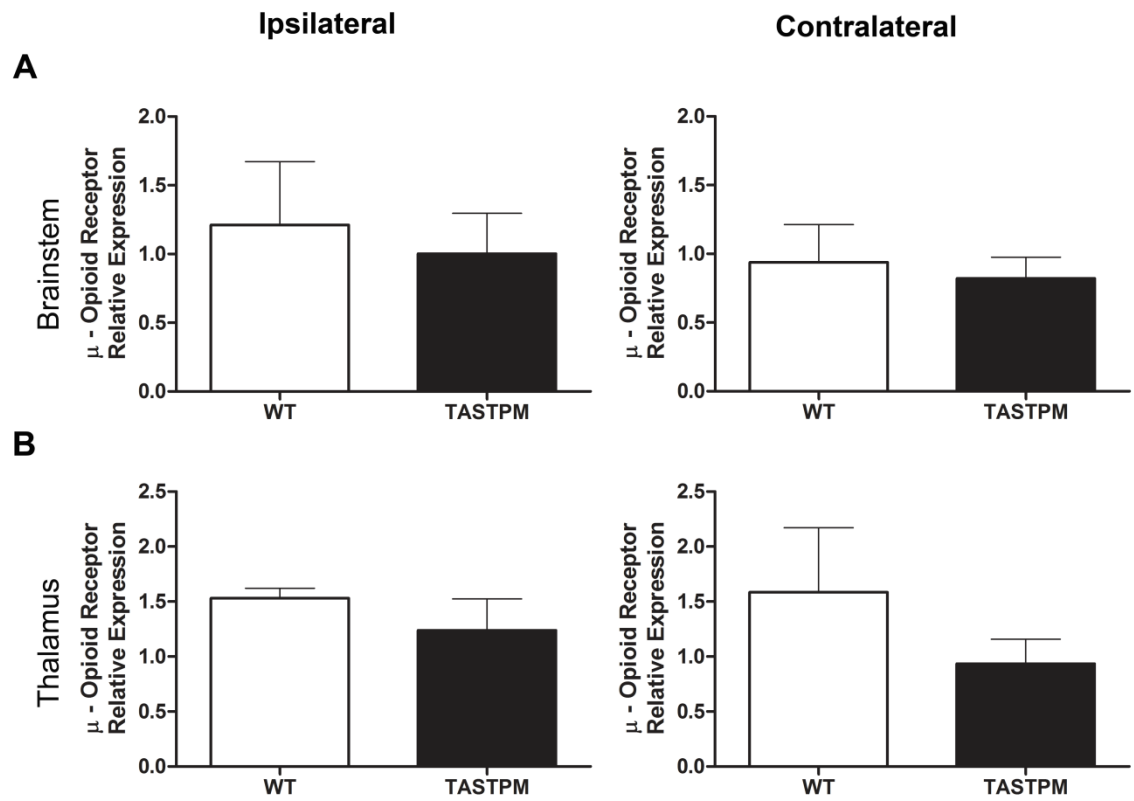 Ipsilateral
Contralateral
A
Brainstem
μ - Opioid Receptor
Relative Expression
2.0
1.5
1.0
0.5
0.0
WT
TASTPM
μ - Opioid Receptor
Relative Expression
2.0
1.5
1.0
0.5
0.0
WT
TASTPM
B
Thalamus
μ - Opioid Receptor
Relative Expression
2.5
2.0
1.5
1.0
0.5
0.0
WT
TASTPM
μ - Opioid Receptor
Relative Expression
2.5
2.0
1.5
1.0
0.5
0.0
WT
TASTPM